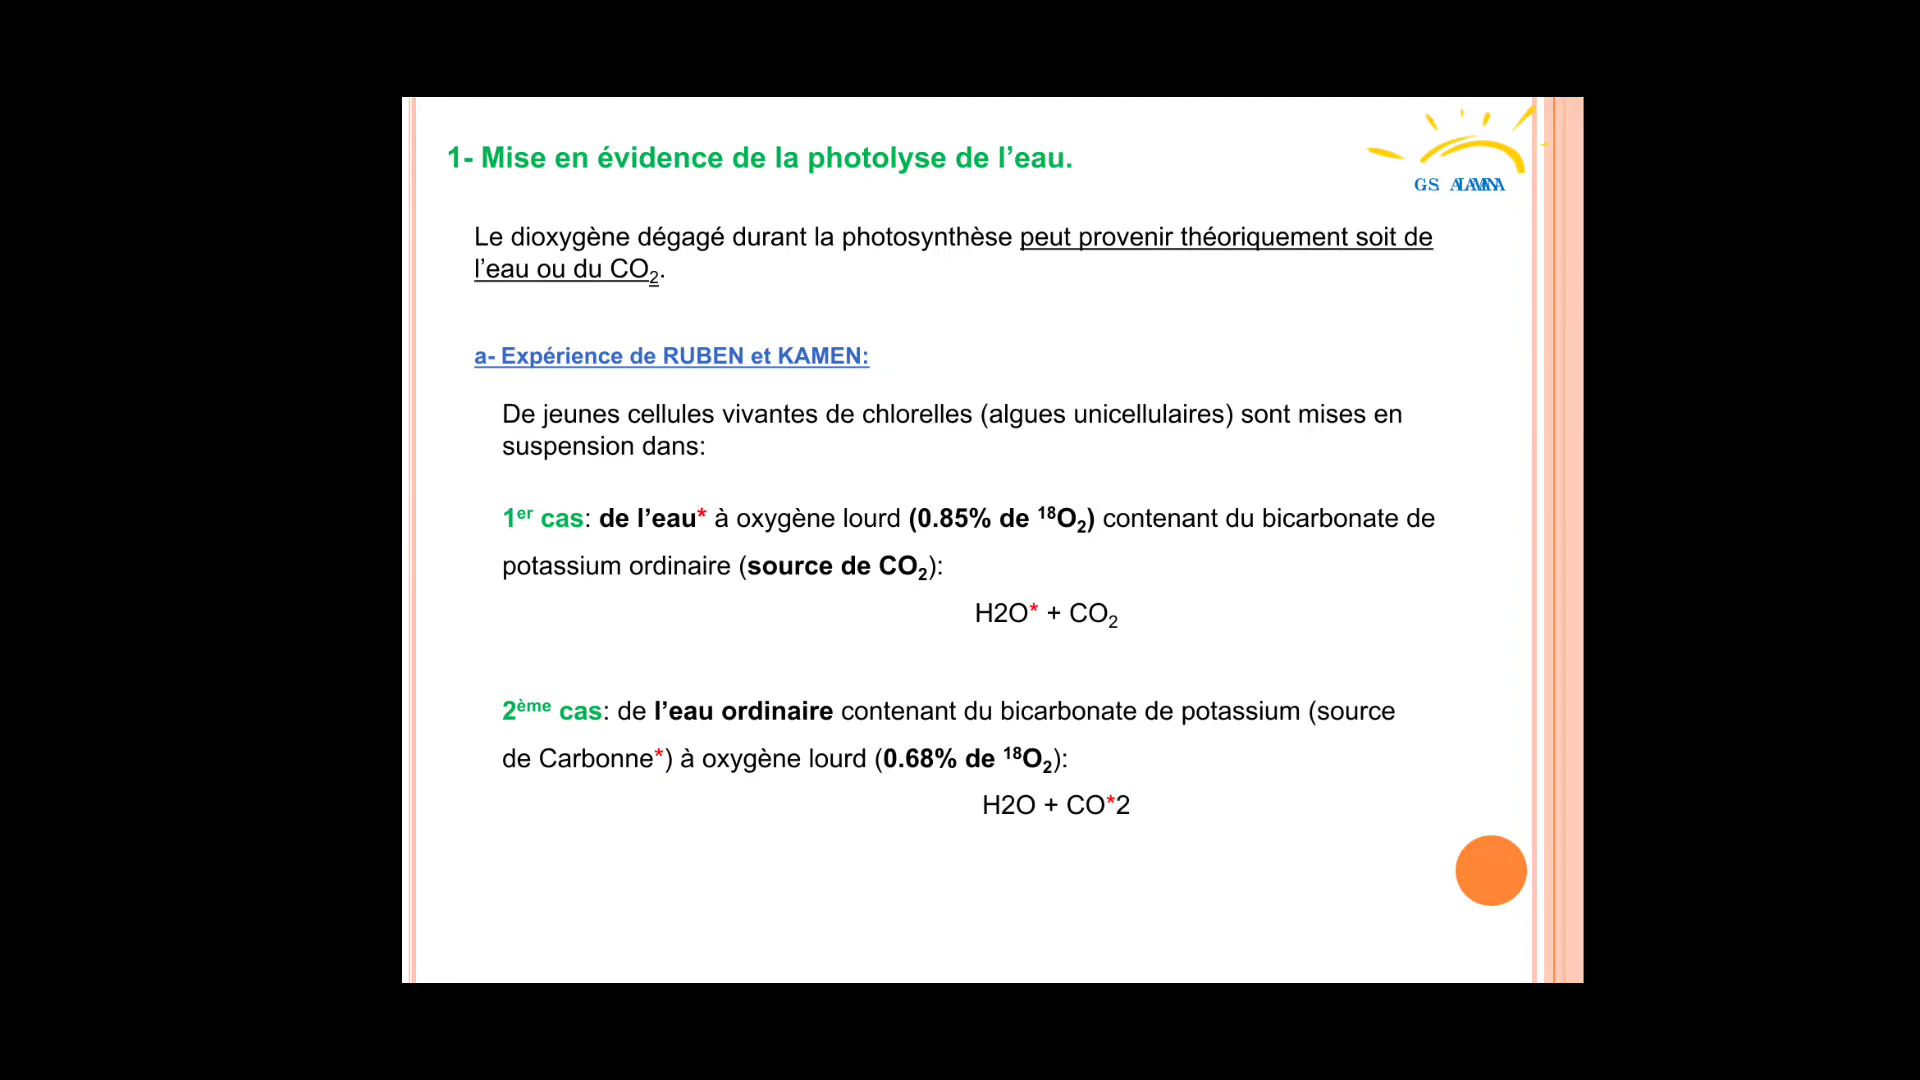 1- Mise en évidence de la photolyse de l’eau.
G.S. ALAMANA
Le dioxygène dégagé durant la photosynthèse peut provenir théoriquement soit de
l’eau ou du CO₂.
a- Expérience de RUBEN et KAMEN:
De jeunes cellules vivantes de chlorelles (algues unicellulaires) sont mises en
suspension dans:
1ᵉʳ cas: de l’eau* à oxygène lourd (0.85% de ¹⁸O₂) contenant du bicarbonate de
potassium ordinaire (source de CO₂):
H2O* + CO₂
2ᵉᵐᵉ cas: de l’eau ordinaire contenant du bicarbonate de potassium (source
de Carbonne*) à oxygène lourd (0.68% de ¹⁸O₂):
H2O + CO*2